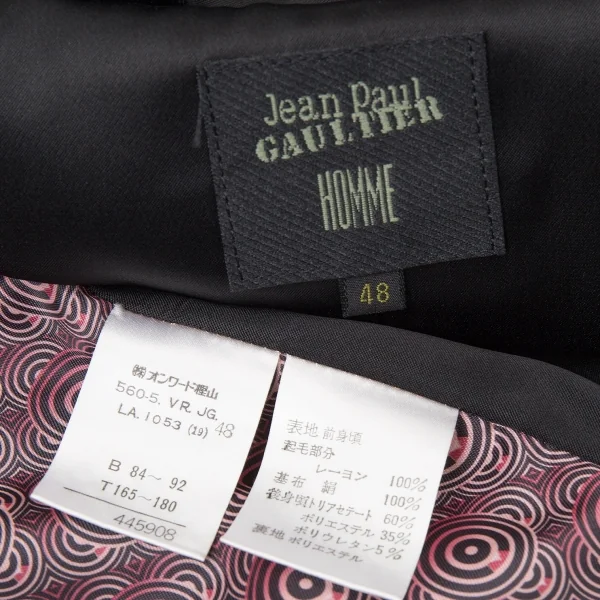 Jean Paul
GAULTIER
HOMME
48
㈱オンワード樫山
560-5. VR. JG.
LA. 1053 (19) 48
B 84～92
T165～180
445908
表地 前身頃
起毛部分
レーヨン 100%
基布 絹 100%
後身頃トリアセテート 60%
ポリエステル 35%
ポリウレタン 5%
裏地 ポリエステル